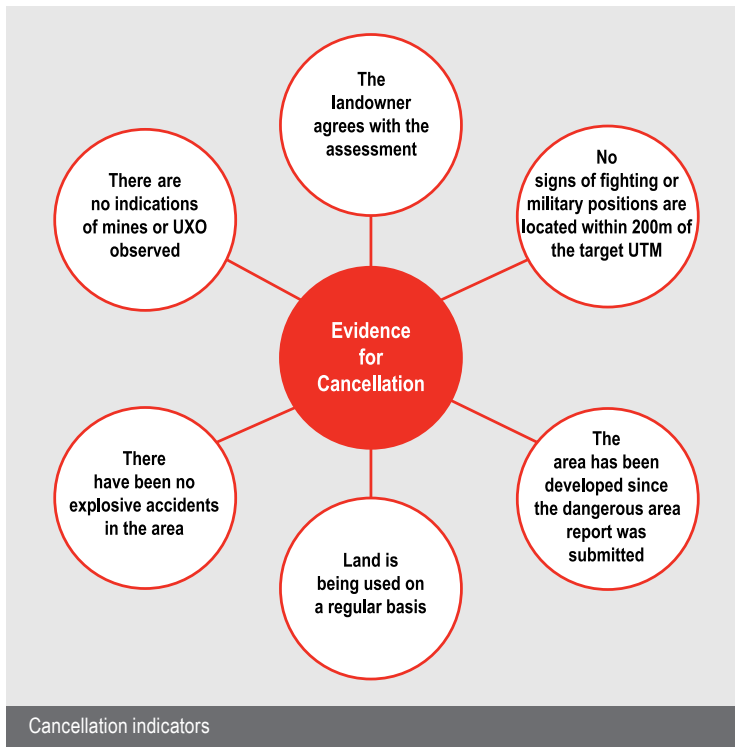 The
landowner
agrees with the
assessment
No
signs of fighting or
military positions are
located within 200m of
the target UTM
There are
no indications
of mines or UXO
observed
Evidence
for
Cancellation
The
area has been
developed since
the dangerous area
report was
submitted
There
have been no
explosive accidents
in the area
Land is
being used on
a regular basis
Cancellation indicators